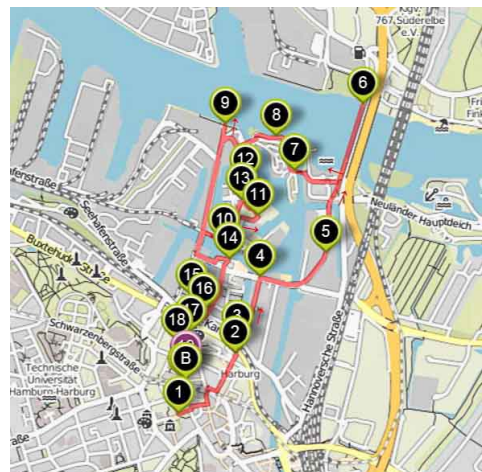 Kgv.
767 Süderelbe
e.V.
6
9
8
12
7
13
11
10
14
5
4
Neuländer Hauptdeich
Seehafenstraße
Buxtehuder Straße
15
16
17
3
18
2
Schwarzenbergstraße
B
Harburg
Technische
Universität
Hamburg-Harburg
1
Hannoversche Straße